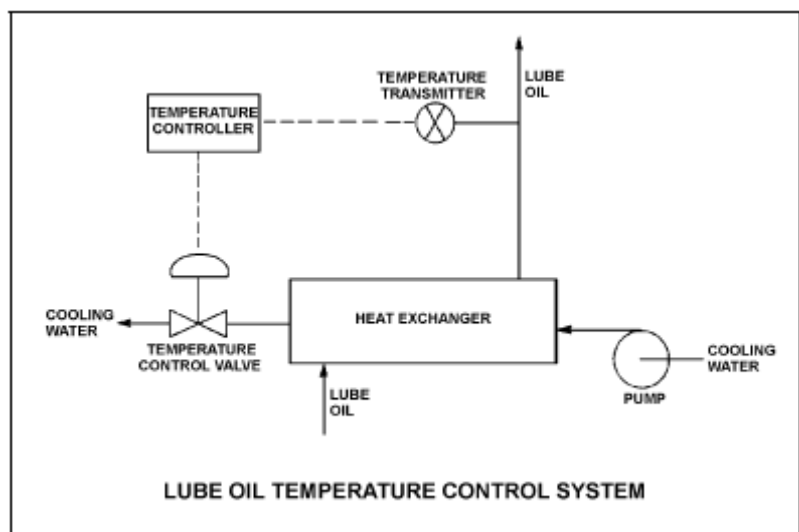 TEMPERATURE
TRANSMITTER
LUBE
OIL
TEMPERATURE
CONTROLLER
HEAT EXCHANGER
COOLING
WATER
TEMPERATURE
CONTROL VALVE
COOLING
WATER
PUMP
LUBE
OIL
LUBE OIL TEMPERATURE CONTROL SYSTEM